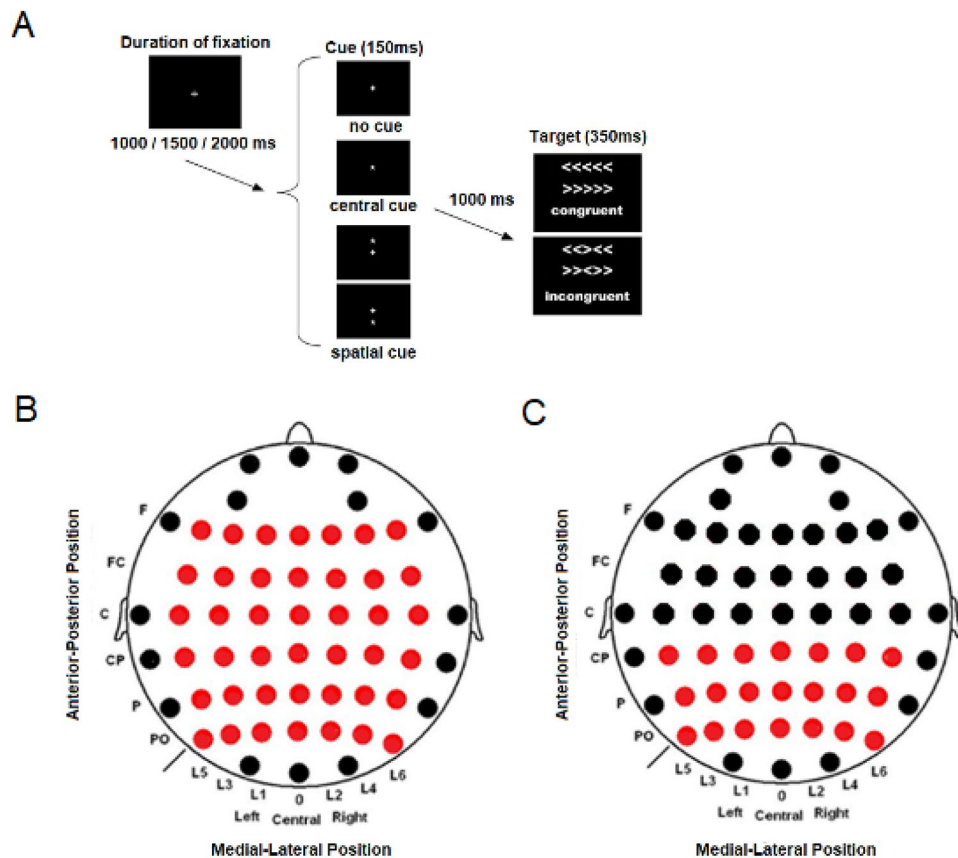 A
Duration of fixation
1000 / 1500 / 2000 ms
Cue (150ms)
no cue
central cue
spatial cue
1000 ms
Target (350ms)
<<<<<
>>>>>
congruent
<<><<
>><>>
incongruent
B
Anterior-Posterior Position
F
FC
C
CP
P
PO
L5
L3
L1
0
L2
L4
L6
Left Central Right
Medial-Lateral Position
C
Anterior-Posterior Position
F
FC
C
CP
P
PO
L5
L3
L1
0
L2
L4
L6
Left Central Right
Medial-Lateral Position